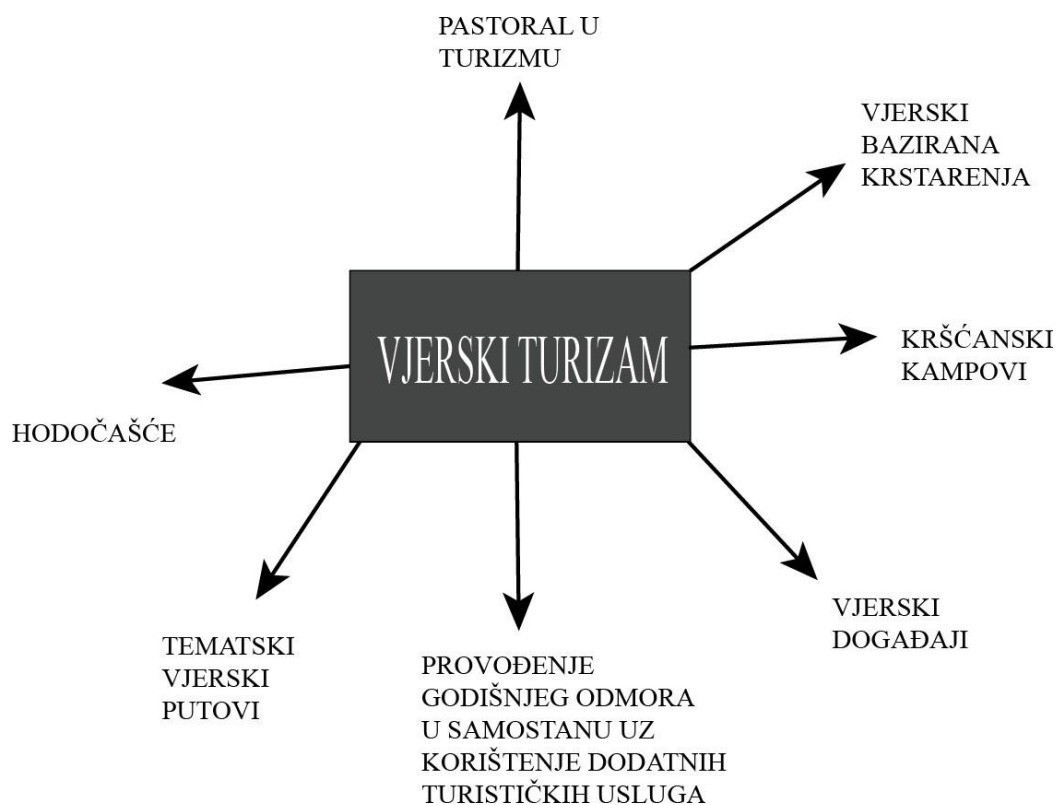 PASTORAL U
TURIZMU
VJERSKI
BAZIRANA
KRSTARENJA
VJERSKI TURIZAM
KRŠĆANSKI
KAMPOVI
HODOČAŠĆE
VJERSKI
DOGAĐAJI
TEMATSKI
VJERSKI
PUTOVI
PROVOĐENJE
GODIŠNJEG ODMORA
U SAMOSTANU UZ
KORIŠTENJE DODATNIH
TURISTIČKIH USLUGA